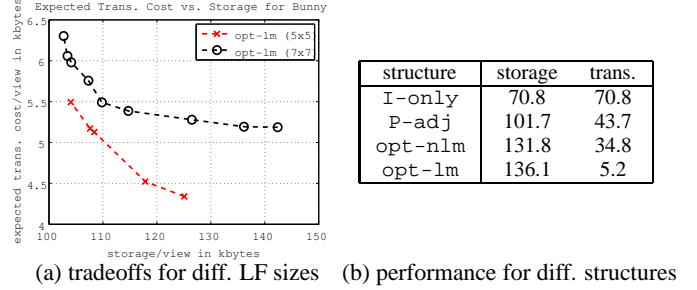 Expected Trans. Cost vs. Storage for Bunny
expected trans. cost/view in kbytes
6.5
6
5.5
5
4.5
4
opt-lm (5x5)
opt-lm (7x7)
100 110 120 130 140 150
storage/view in kbytes
(a) tradeoffs for diff. LF sizes
structure storage trans.
I-only 70.8 70.8
P-adj 101.7 43.7
opt-nlm 131.8 34.8
opt-lm 136.1 5.2
(b) performance for diff. structures